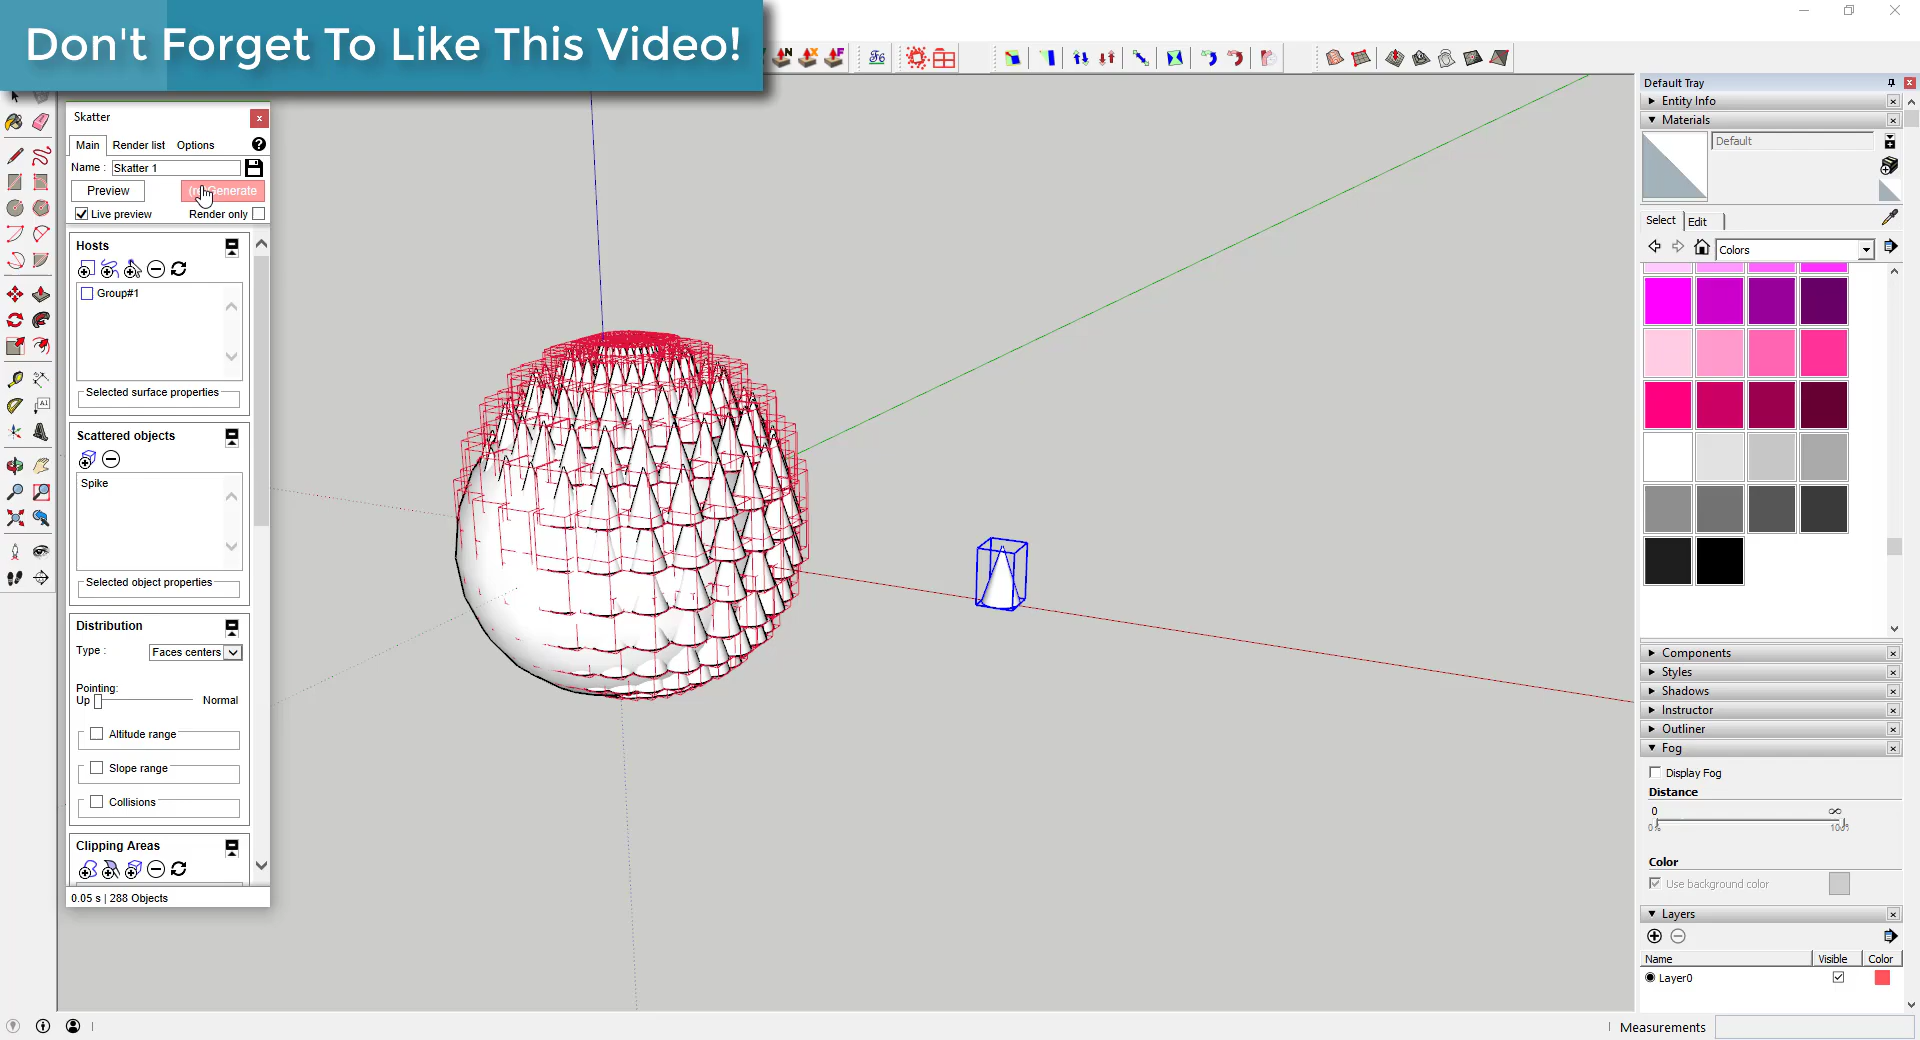 Don't Forget To Like This Video!
Skatter
Main Render list Options
Name : Skatter 1
Preview
Live preview Render only
Hosts
Group#1
Selected surface properties
Scattered objects
Spike
Selected object properties
Distribution
Type : Faces centers
Pointing:
Up Normal
Altitude range
Slope range
Collisions
Clipping Areas
0.05 s | 288 Objects
Default Tray
Entity Info
Materials
Default
Select Edit
Colors
Components
Styles
Shadows
Instructor
Outliner
Fog
Display Fog
Distance
0 ∞
0%
Color
Use background color
Layers
Name Visible Color
Layer0
Measurements